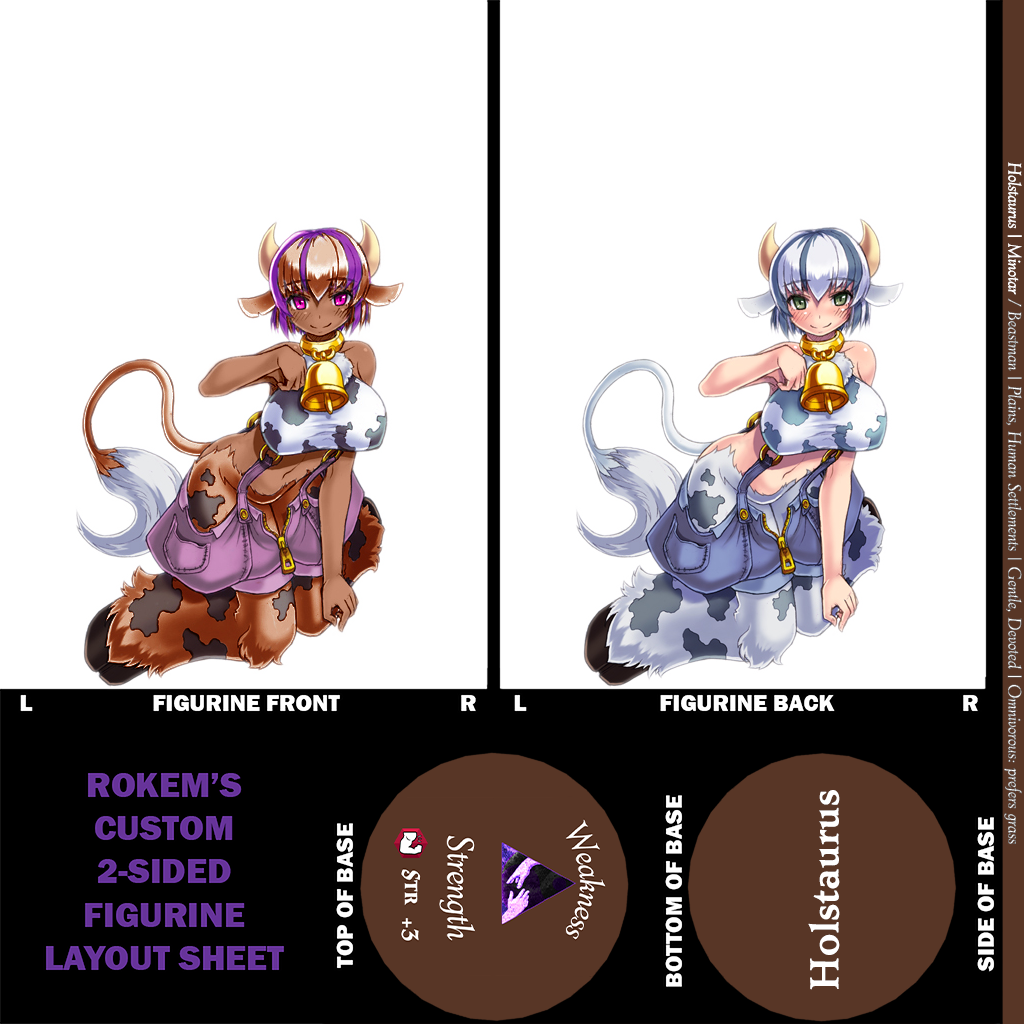 L FIGURINE FRONT R
L FIGURINE BACK R
ROKEM'S
CUSTOM
2-SIDED
FIGURINE
LAYOUT SHEET
TOP OF BASE
Weakness
Strength
STR +3
BOTTOM OF BASE
Holstaurus
SIDE OF BASE
Holstaurus | Minotar / Beastman | Plains, Human Settlements | Gentle, Devoted | Omnivorous: prefers grass